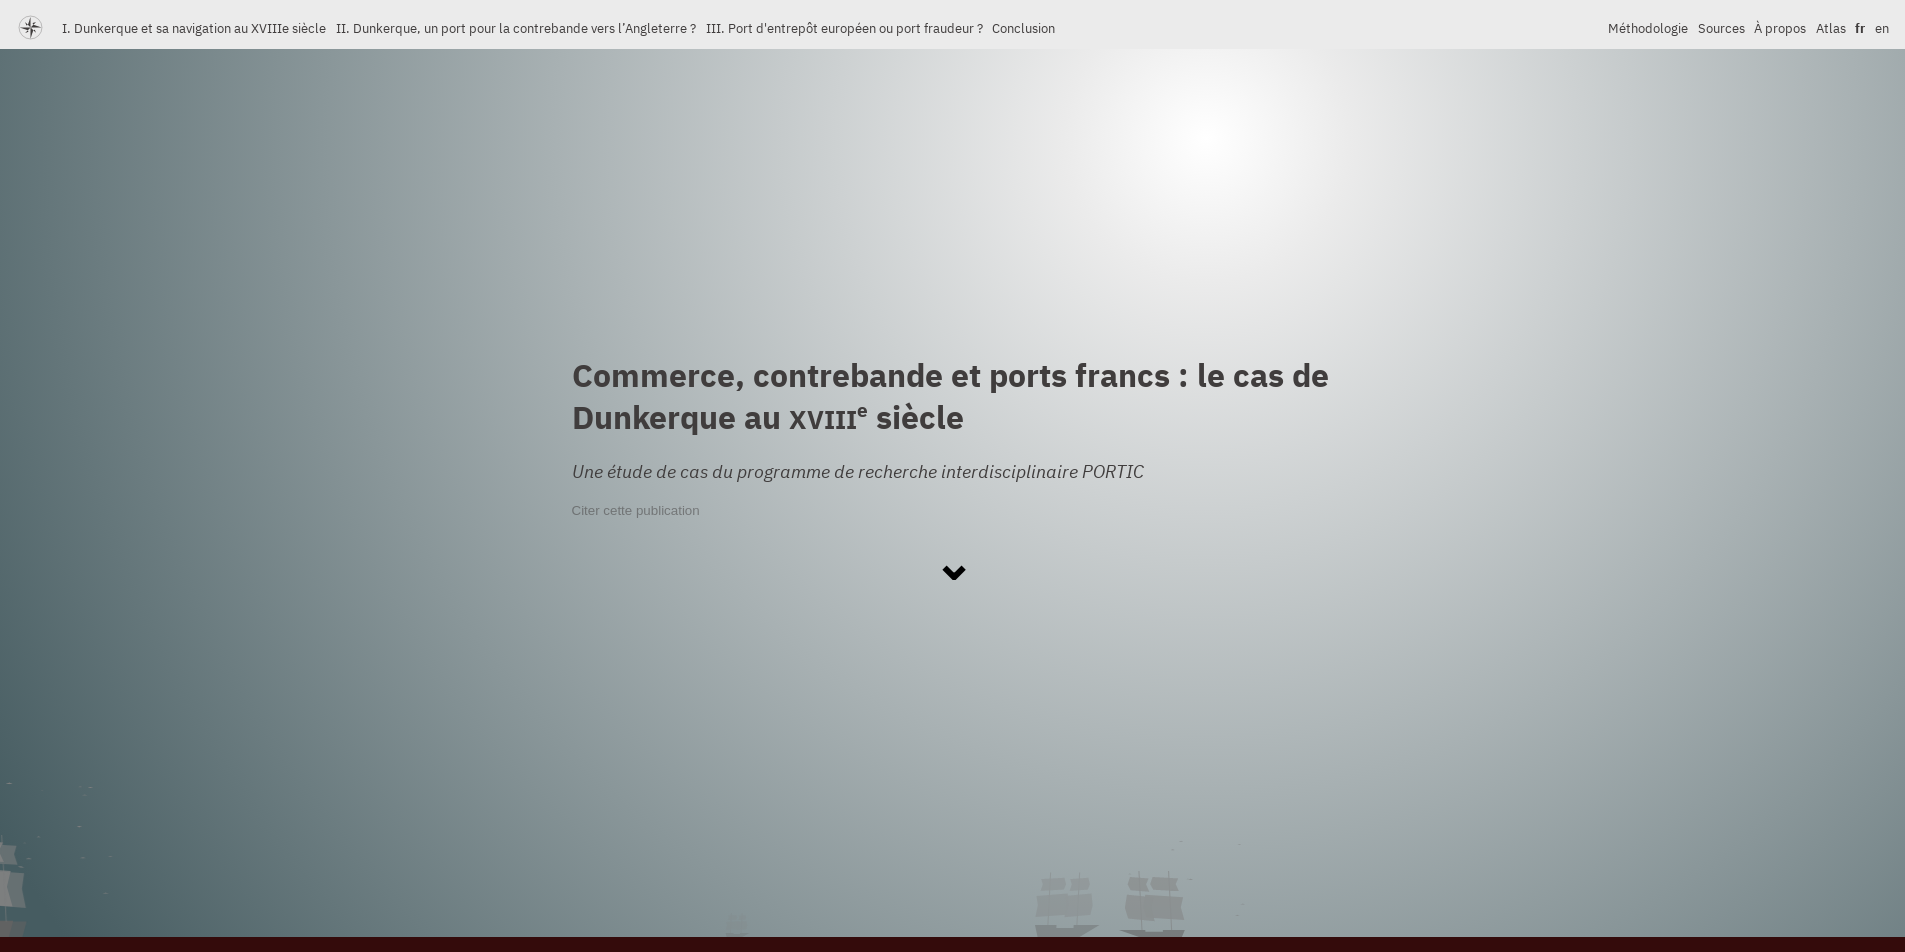 I. Dunkerque et sa navigation au XVIIIe siècle II. Dunkerque, un port pour la contrebande vers l’Angleterre ? III. Port d'entrepôt européen ou port fraudeur ? Conclusion Méthodologie Sources À propos Atlas fr en
Commerce, contrebande et ports francs : le cas de
Dunkerque au XVIIIe siècle
Une étude de cas du programme de recherche interdisciplinaire PORTIC
Citer cette publication